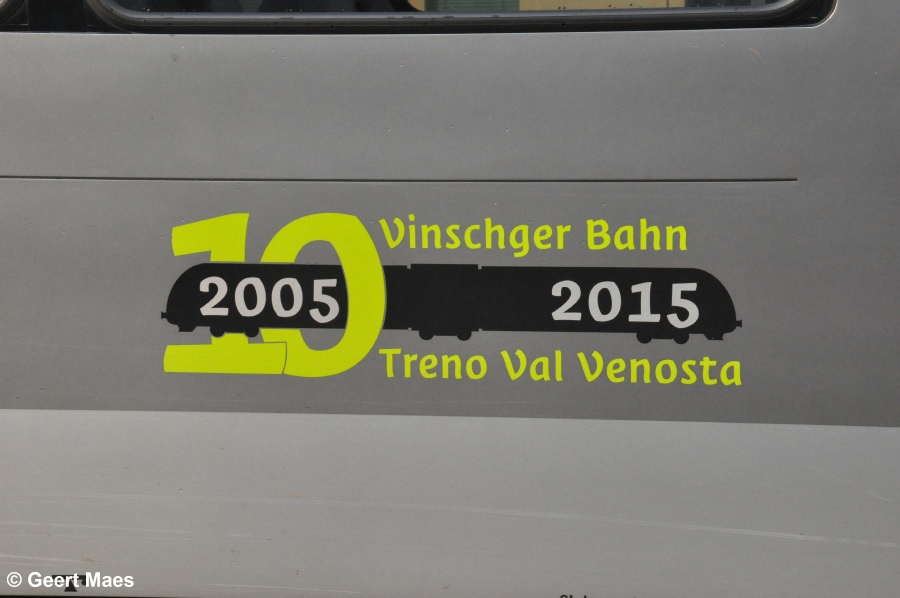 10
Vinschger Bahn
2005 2015
Treno Val Venosta
© Geert Maes